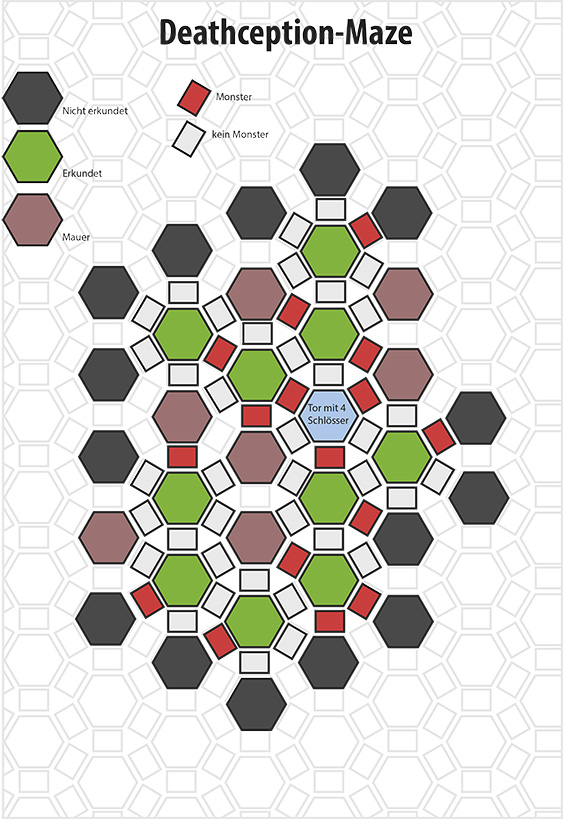 Deathception-Maze
Nicht erkundet
Erkundet
Mauer
Monster
kein Monster
Tor mit 4
Schlösser